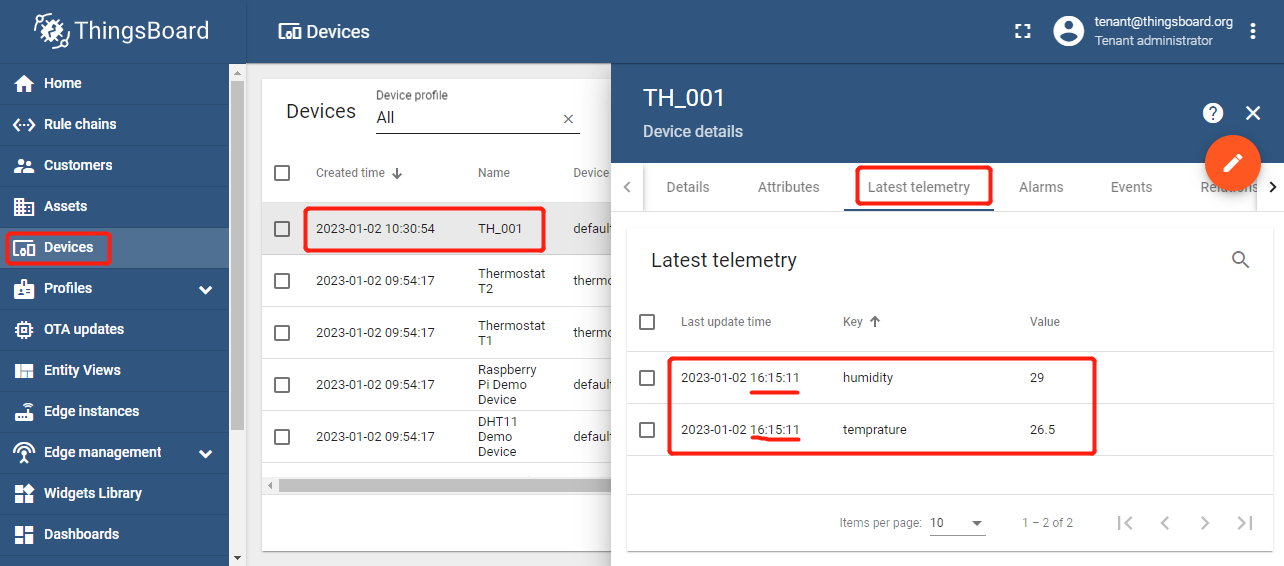 ThingsBoard
Devices
tenant@thingsboard.org
Tenant administrator
Home
Rule chains
Customers
Assets
Devices
Profiles
OTA updates
Entity Views
Edge instances
Edge management
Widgets Library
Dashboards
Devices
Device profile
All
Created time
Name
Device
2023-01-02 10:30:54
TH_001
default
2023-01-02 09:54:17
Thermostat
T2
thermo
2023-01-02 09:54:17
Thermostat
T1
thermo
2023-01-02 09:54:17
Raspberry
Pi Demo
Device
default
2023-01-02 09:54:17
DHT11
Demo
Device
default
TH_001
Device details
Details
Attributes
Latest telemetry
Alarms
Events
Relations
Latest telemetry
Last update time
Key
Value
2023-01-02 16:15:11
humidity
29
2023-01-02 16:15:11
temprature
26.5
Items per page:
10
1 – 2 of 2